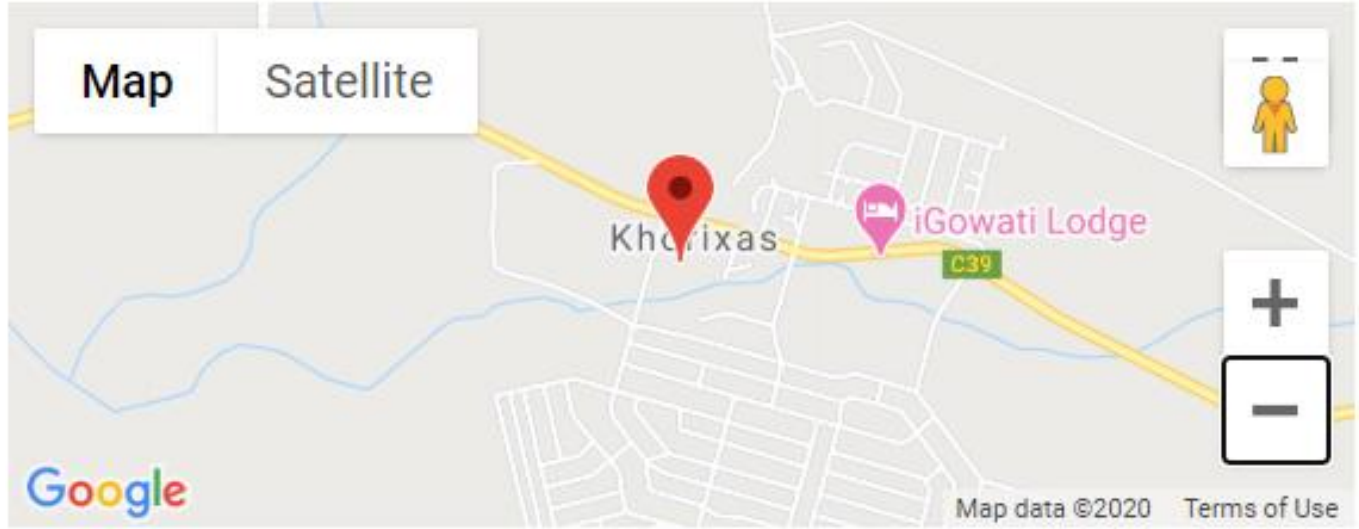 Map Satellite
iGowati Lodge
Khorixas
C39
Google
Map data ©2020 Terms of Use